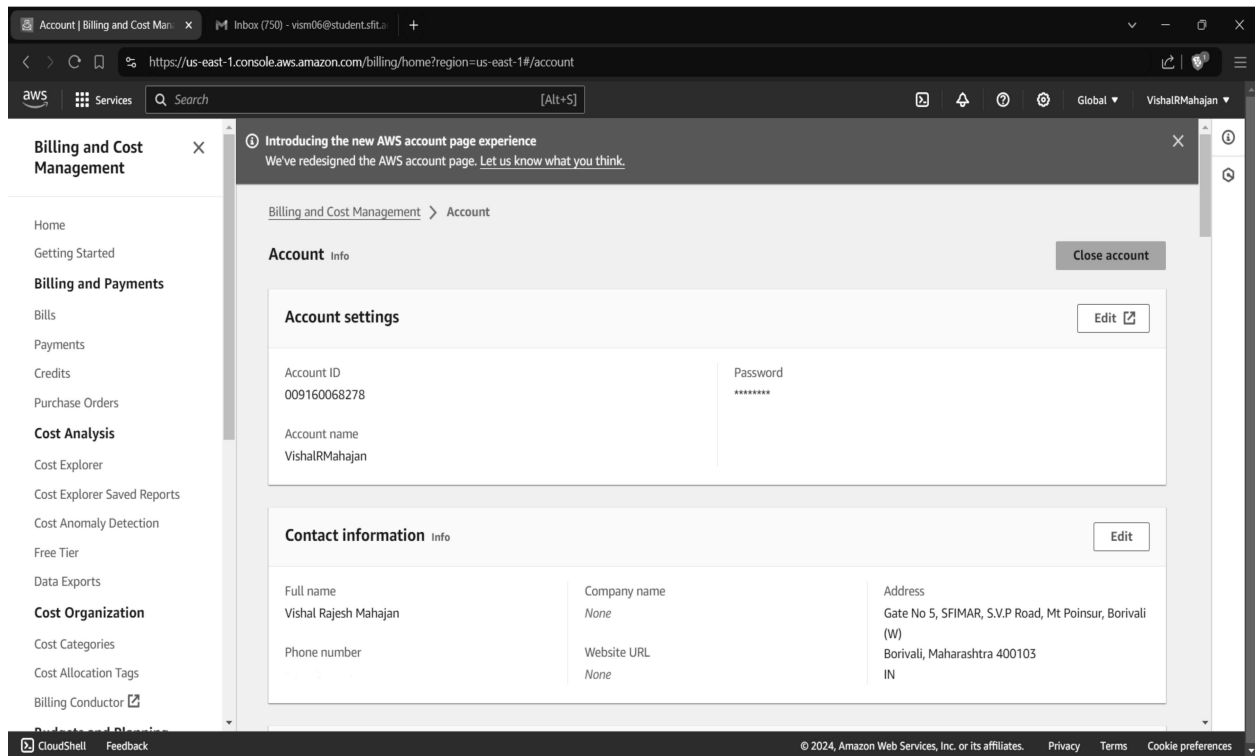 Account | Billing and Cost Man
Inbox (750) - vism06@student.sfit.a
https://us-east-1.console.aws.amazon.com/billing/home?region=us-east-1#/account
aws
Services
Search
[Alt+S]
Global
VishalRMahajan
Billing and Cost
Management
Home
Getting Started
Billing and Payments
Bills
Payments
Credits
Purchase Orders
Cost Analysis
Cost Explorer
Cost Explorer Saved Reports
Cost Anomaly Detection
Free Tier
Data Exports
Cost Organization
Cost Categories
Cost Allocation Tags
Billing Conductor
Budgets and Planning
Introducing the new AWS account page experience
We've redesigned the AWS account page. Let us know what you think.
Billing and Cost Management > Account
Account Info
Close account
Account settings
Edit
Account ID
009160068278
Password
********
Account name
VishalRMahajan
Contact information Info
Edit
Full name
Vishal Rajesh Mahajan
Phone number
Company name
None
Website URL
None
Address
Gate No 5, SFIMAR, S.V.P Road, Mt Poinsur, Borivali
(W)
Borivali, Maharashtra 400103
IN
CloudShell Feedback
© 2024, Amazon Web Services, Inc. or its affiliates. Privacy Terms Cookie preferences